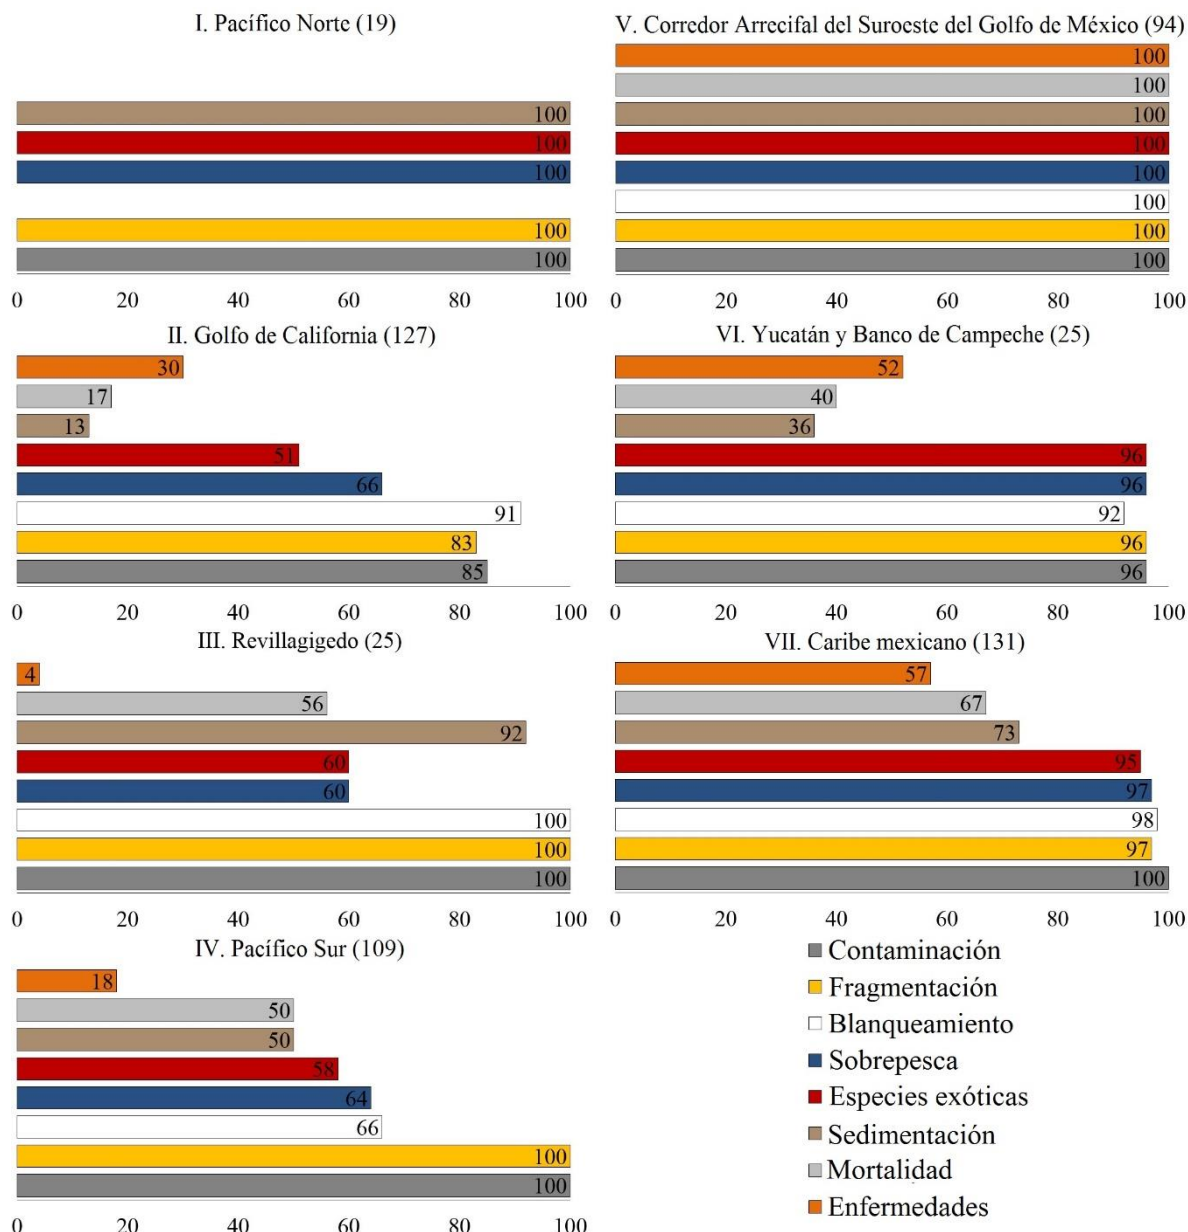 I. Pacífico Norte (19)
100
100
100
100
100
0 20 40 60 80 100
II. Golfo de California (127)
30
17
13
51
66
91
83
85
0 20 40 60 80 100
III. Revillagigedo (25)
4
56
92
60
60
100
100
100
0 20 40 60 80 100
IV. Pacífico Sur (109)
18
50
50
58
64
66
100
100
0 20 40 60 80 100
V. Corredor Arrecifal del Suroeste del Golfo de México (94)
100
100
100
100
100
100
100
100
0 20 40 60 80 100
VI. Yucatán y Banco de Campeche (25)
52
40
36
96
96
92
96
96
0 20 40 60 80 100
VII. Caribe mexicano (131)
57
67
73
95
97
98
97
100
0 20 40 60 80 100
Contaminación
Fragmentación
Blanqueamiento
Sobrepesca
Especies exóticas
Sedimentación
Mortalidad
Enfermedades